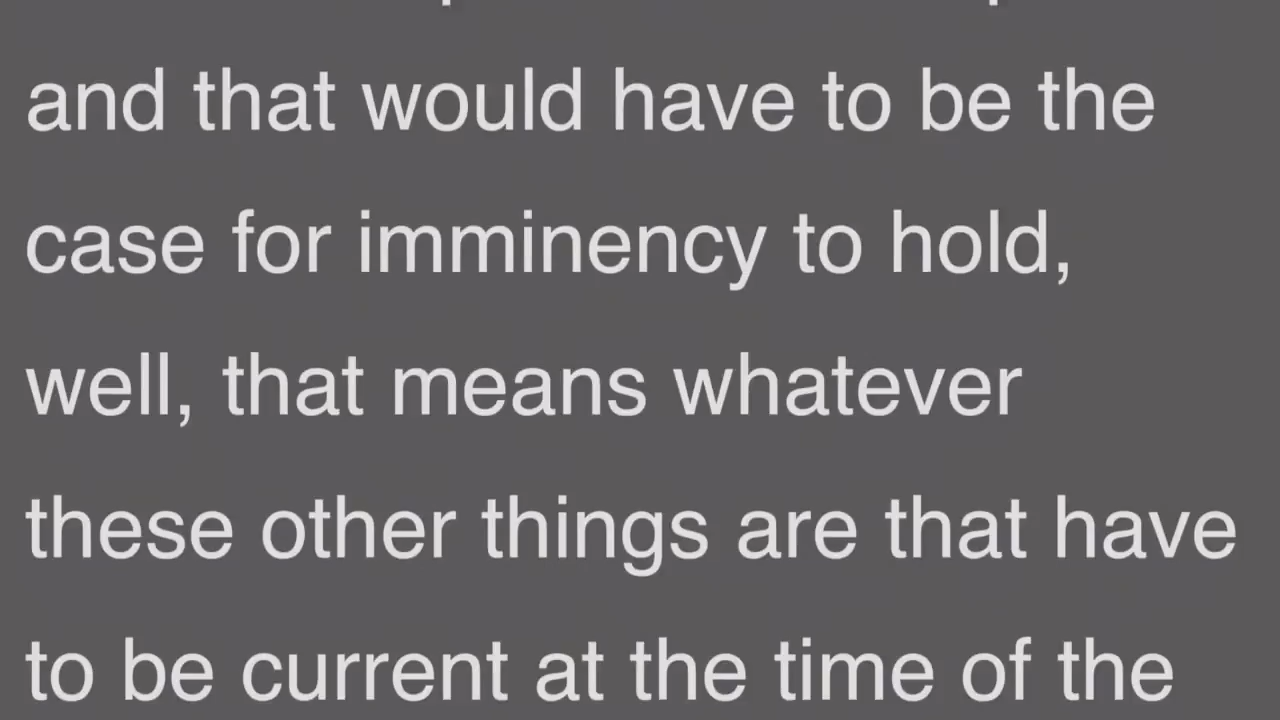 and that would have to be the
case for imminency to hold,
well, that means whatever
these other things are that have
to be current at the time of the